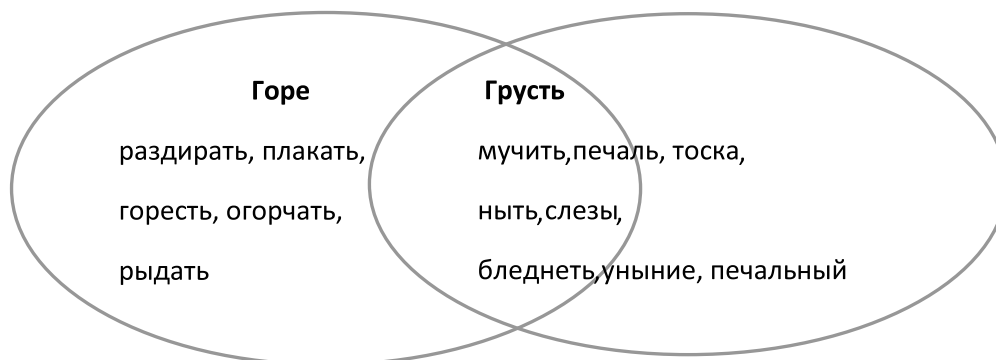 Горе Грусть
раздирать, плакать, мучить,печаль, тоска,
горесть, огорчать, ныть,слезы,
рыдать бледнеть,уныние, печальный